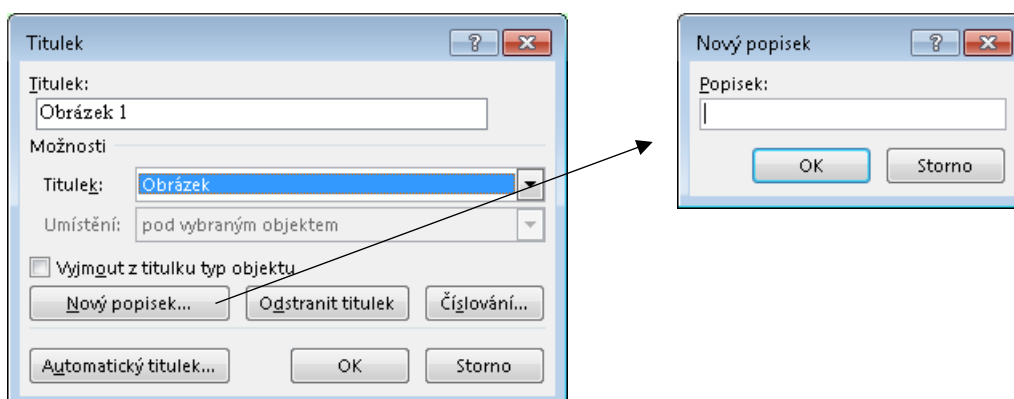 Titulek
Titulek:
Obrázek 1
Možnosti
Titulek: Obrázek
Umístění: pod vybraným objektem
Vyjmout z titulku typ objektu
Nový popisek... Odstranit titulek Číslování...
Automatický titulek... OK Storno
Nový popisek
Popisek:
OK Storno